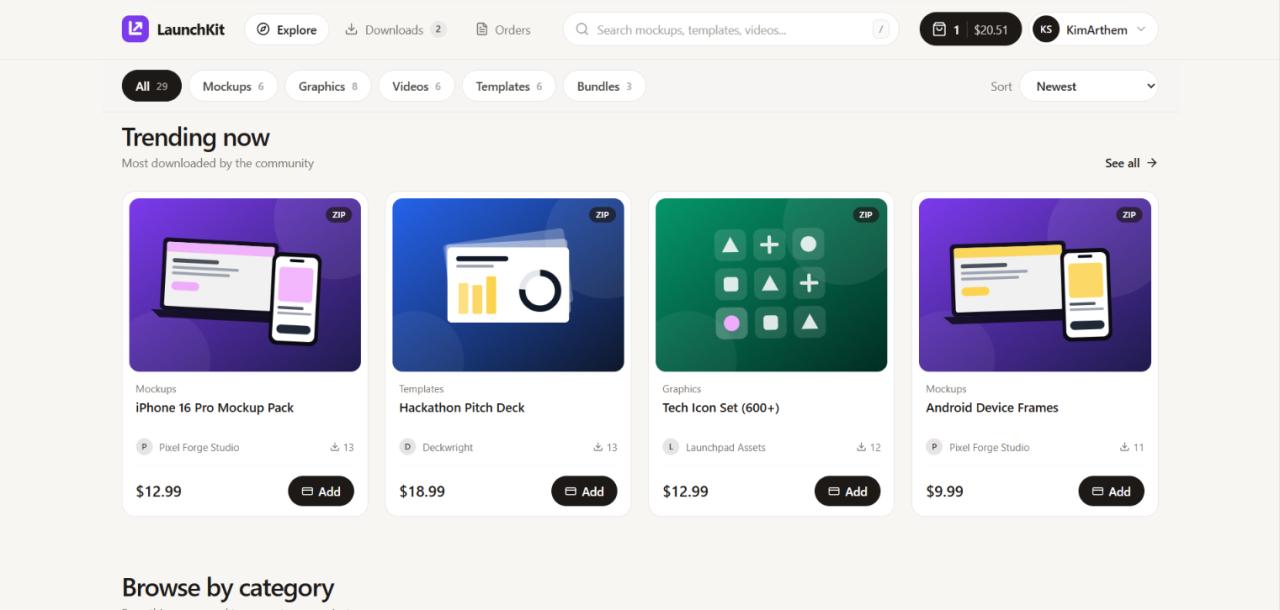 LaunchKit Explore Downloads 2 Orders Search mockups, templates, videos... / 1 $20.51 KS KimArthem
All 29 Mockups 6 Graphics 8 Videos 6 Templates 6 Bundles 3 Sort Newest
Trending now
Most downloaded by the community See all →
ZIP ZIP ZIP ZIP
Mockups Templates Graphics Mockups
iPhone 16 Pro Mockup Pack Hackathon Pitch Deck Tech Icon Set (600+) Android Device Frames
P Pixel Forge Studio 13 D Deckwright 13 L Launchpad Assets 12 P Pixel Forge Studio 11
$12.99 Add $18.99 Add $12.99 Add $9.99 Add
Browse by category